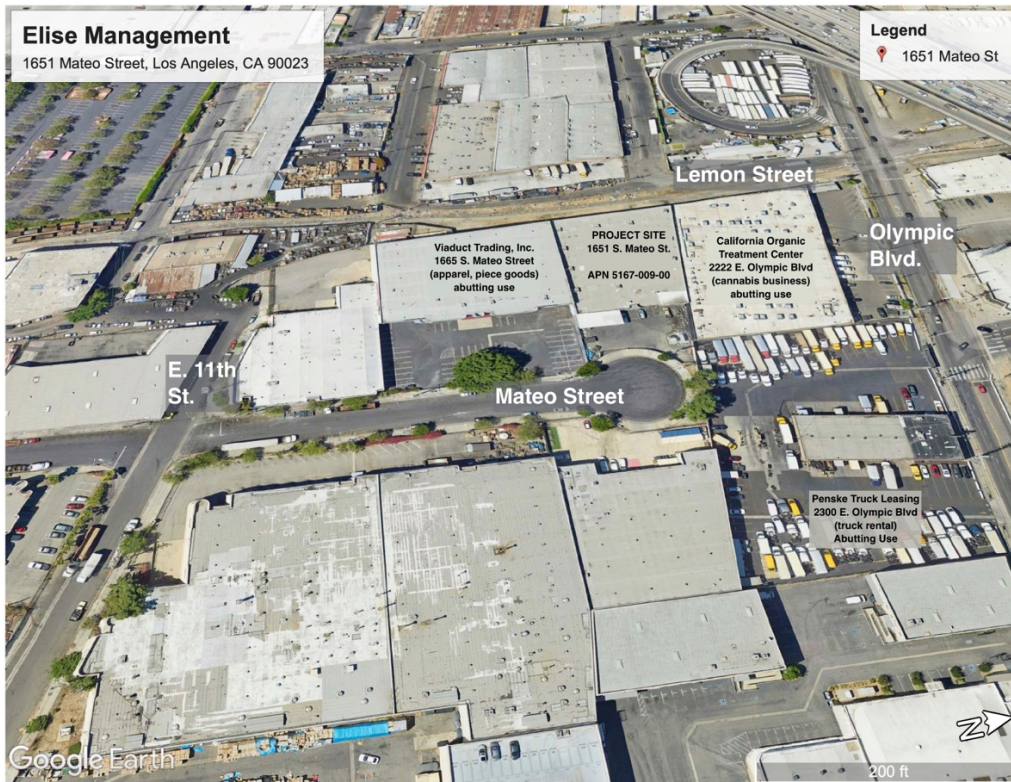 Elise Management
1651 Mateo Street, Los Angeles, CA 90023
Legend
1651 Mateo St
Lemon Street
Olympic
Blvd.
Viaduct Trading, Inc.
1665 S. Mateo Street
(apparel, piece goods)
abutting use
PROJECT SITE
1651 S. Mateo St.
APN 5167-009-00
California Organic
Treatment Center
2222 E. Olympic Blvd
(cannabis business)
abutting use
E. 11th
St.
Mateo Street
Penske Truck Leasing
2300 E. Olympic Blvd
(truck rental)
Abutting Use
Google Earth
N
200 ft